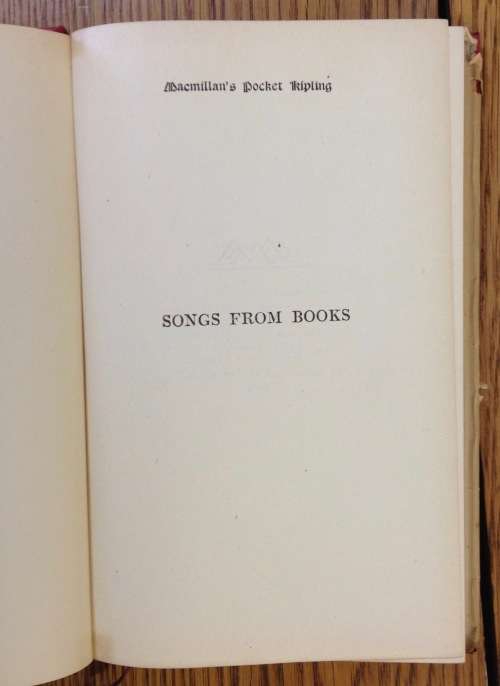 Macmillan's Pocket Kipling
SONGS FROM BOOKS